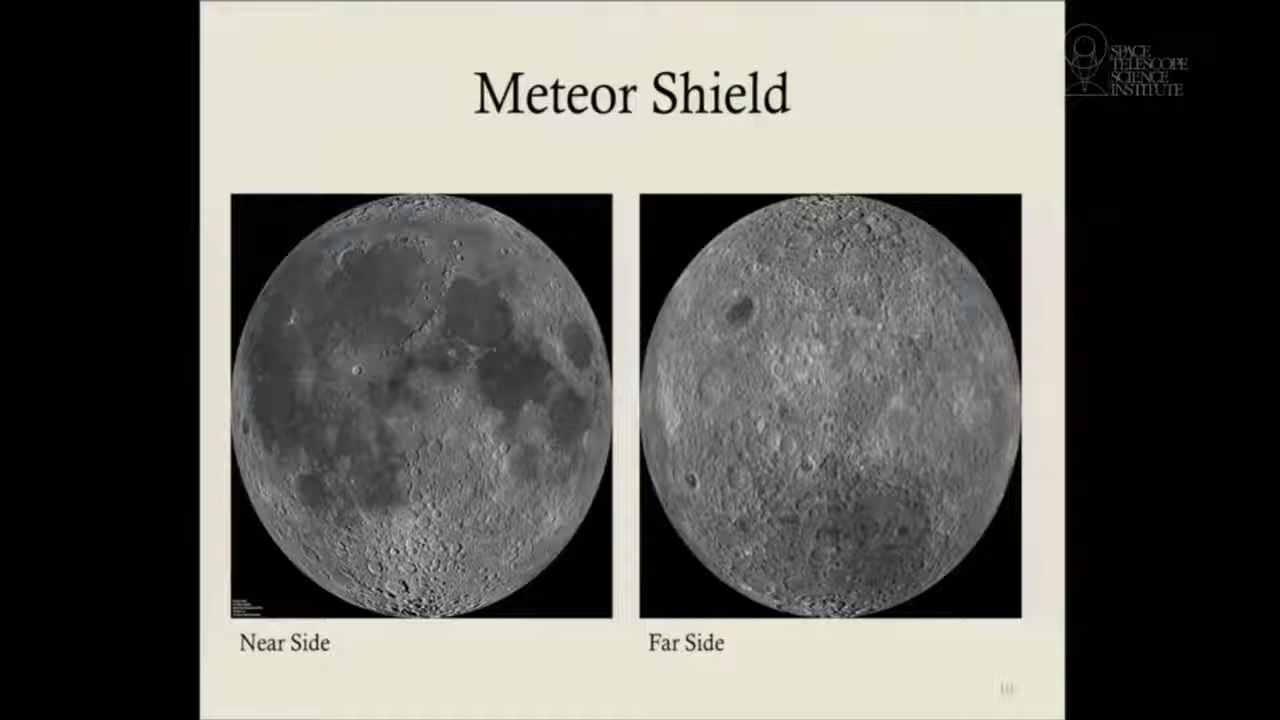 Meteor Shield
SPACE
TELESCOPE
SCIENCE
INSTITUTE
Near Side
Far Side